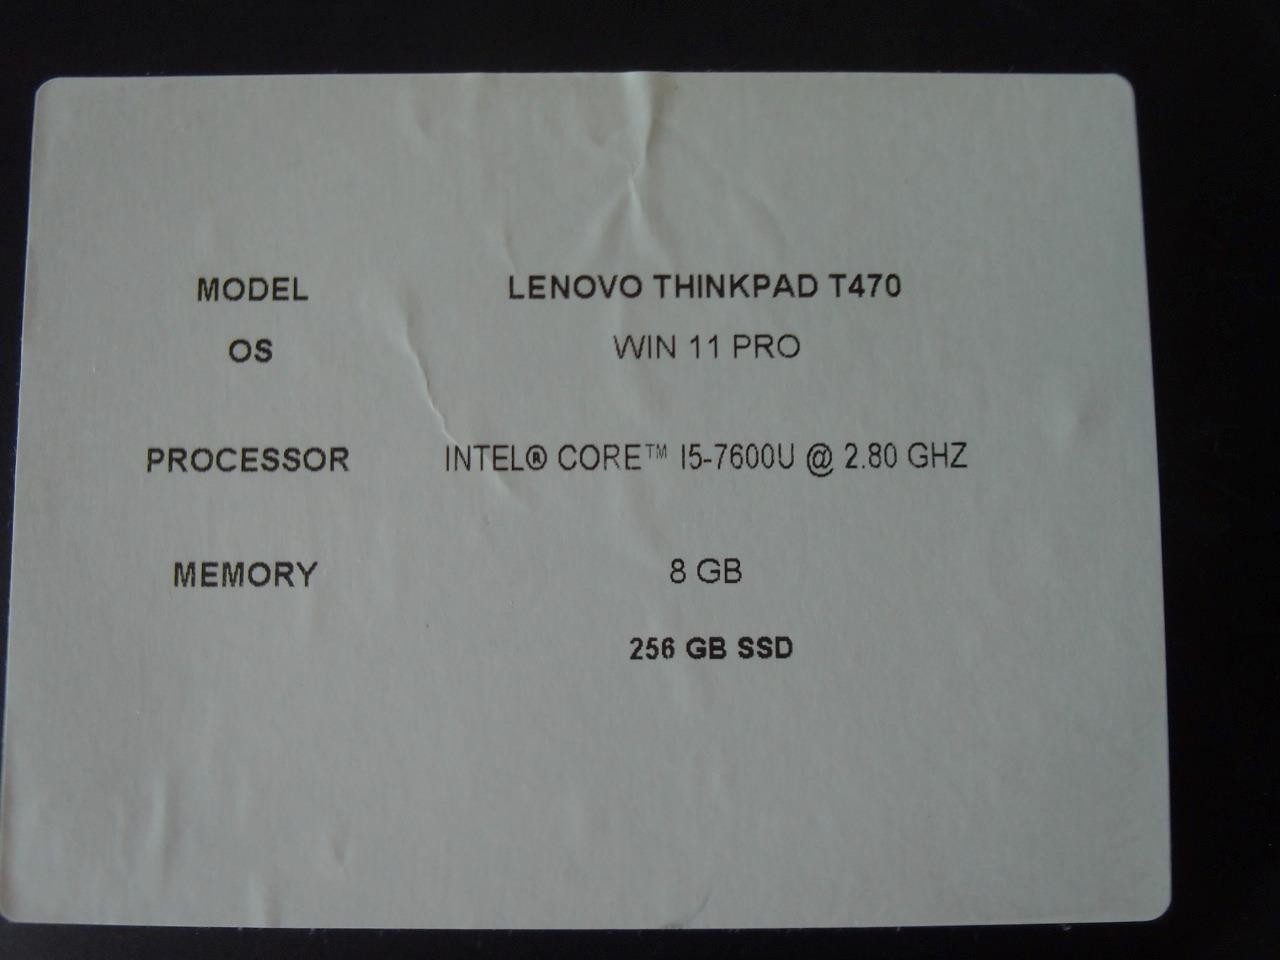 MODEL LENOVO THINKPAD T470
OS WIN 11 PRO
PROCESSOR INTEL® CORE™ I5-7600U @ 2.80 GHZ
MEMORY 8 GB
256 GB SSD